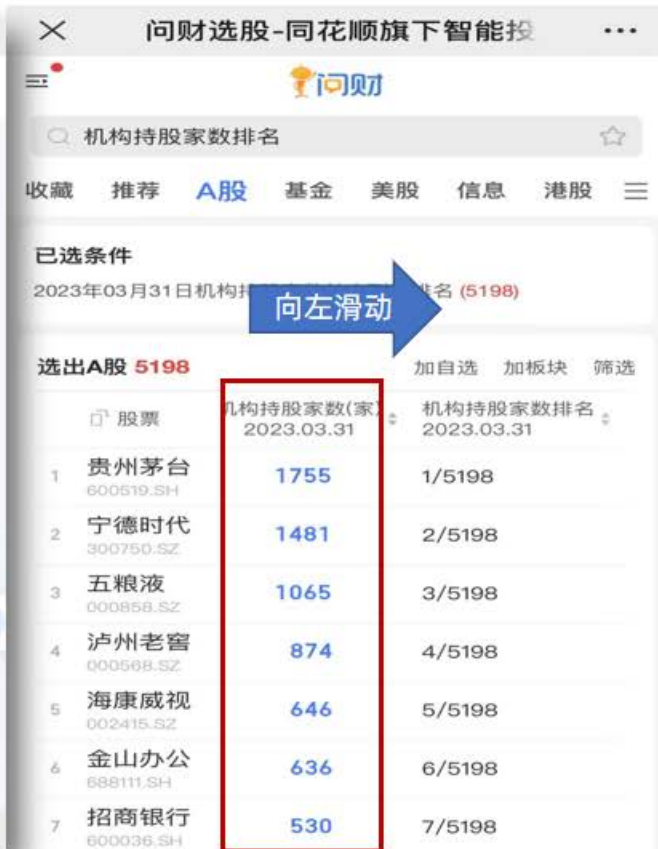 问财选股-同花顺旗下智能投
问财
机构持股家数排名
收藏 推荐 A股 基金 美股 信息 港股
已选条件
2023年03月31日机构持 名 (5198)
向左滑动
选出A股 5198 加自选 加板块 筛选
股票 机构持股家数(家) 机构持股家数排名
2023.03.31 2023.03.31
1 贵州茅台 1755 1/5198
600519.SH
2 宁德时代 1481 2/5198
300750.SZ
3 五粮液 1065 3/5198
000858.SZ
4 泸州老窖 874 4/5198
000568.SZ
5 海康威视 646 5/5198
002415.SZ
6 金山办公 636 6/5198
688111.SH
7 招商银行 530 7/5198
600036.SH